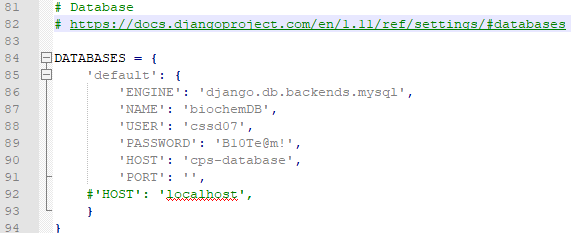 81 # Database
82 # https://docs.djangoproject.com/en/1.11/ref/settings/#databases
83
84 DATABASES = {
85 'default': {
86 'ENGINE': 'django.db.backends.mysql',
87 'NAME': 'biochemDB',
88 'USER': 'cssd07',
89 'PASSWORD': 'B10Te@m!',
90 'HOST': 'cps-database',
91 'PORT': '',
92 #'HOST': 'localhost',
93 }
94 }